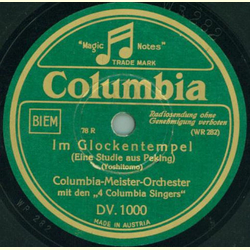 "Magic Notes"
TRADE MARK
Columbia
BIEM
78 R
Radiosendung ohne
Genehmigung verboten
(WR 282)
Im Glockentempel
(Eine Studie aus Peking)
(Yoshitomo)
Columbia-Meister-Orchester
mit den „4 Columbia Singers"
DV. 1000
MADE IN AUSTRIA